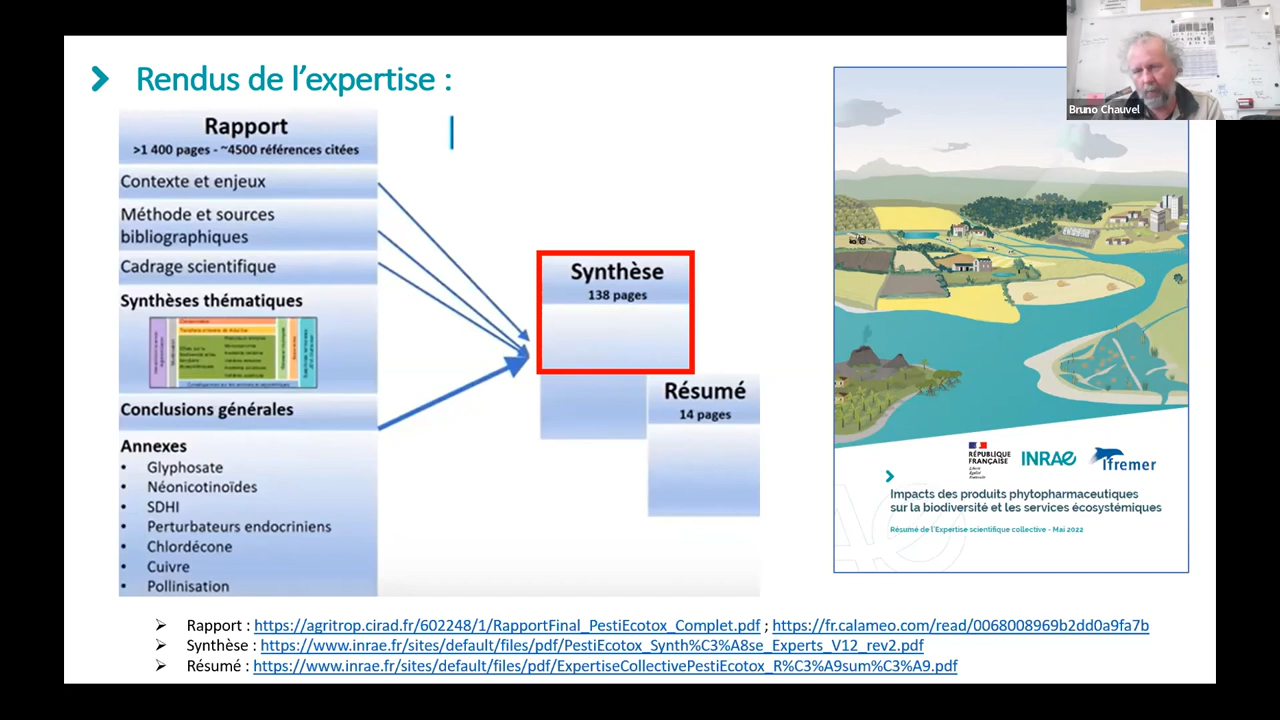 Rendus de l'expertise :
Rapport
>1 400 pages - ~4500 références citées
Contexte et enjeux
Méthode et sources
bibliographiques
Cadrage scientifique
Synthèses thématiques
Conclusions générales
Annexes
• Glyphosate
• Néonicotinoïdes
• SDHI
• Perturbateurs endocriniens
• Chlordécone
• Cuivre
• Pollinisation
Synthèse
138 pages
Résumé
14 pages
Bruno Chauvel
RÉPUBLIQUE
FRANÇAISE
Liberté
Égalité
Fraternité
INRAE
Ifremer
Impacts des produits phytopharmaceutiques
sur la biodiversité et les services écosystémiques
Résumé de l'Expertise scientifique collective - Mai 2022
Rapport : https://agritrop.cirad.fr/602248/1/RapportFinal_PestiEcotox_Complet.pdf ; https://fr.calameo.com/read/0068008969b2dd0a9fa7b
Synthèse : https://www.inrae.fr/sites/default/files/pdf/PestiEcotox_Synth%C3%A8se_Experts_V12_rev2.pdf
Résumé : https://www.inrae.fr/sites/default/files/pdf/ExpertiseCollectivePestiEcotox_R%C3%A9sum%C3%A9.pdf